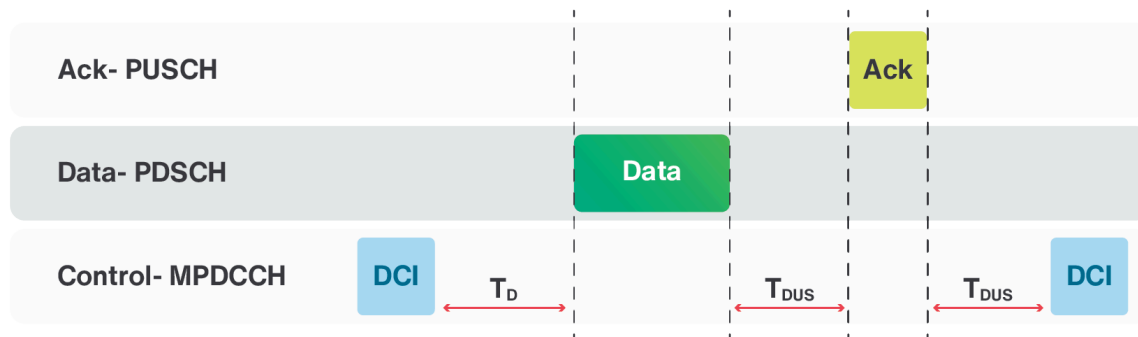 Ack- PUSCH
Ack
Data- PDSCH
Data
Control- MPDCCH
DCI
TD
TDUS
TDUS
DCI